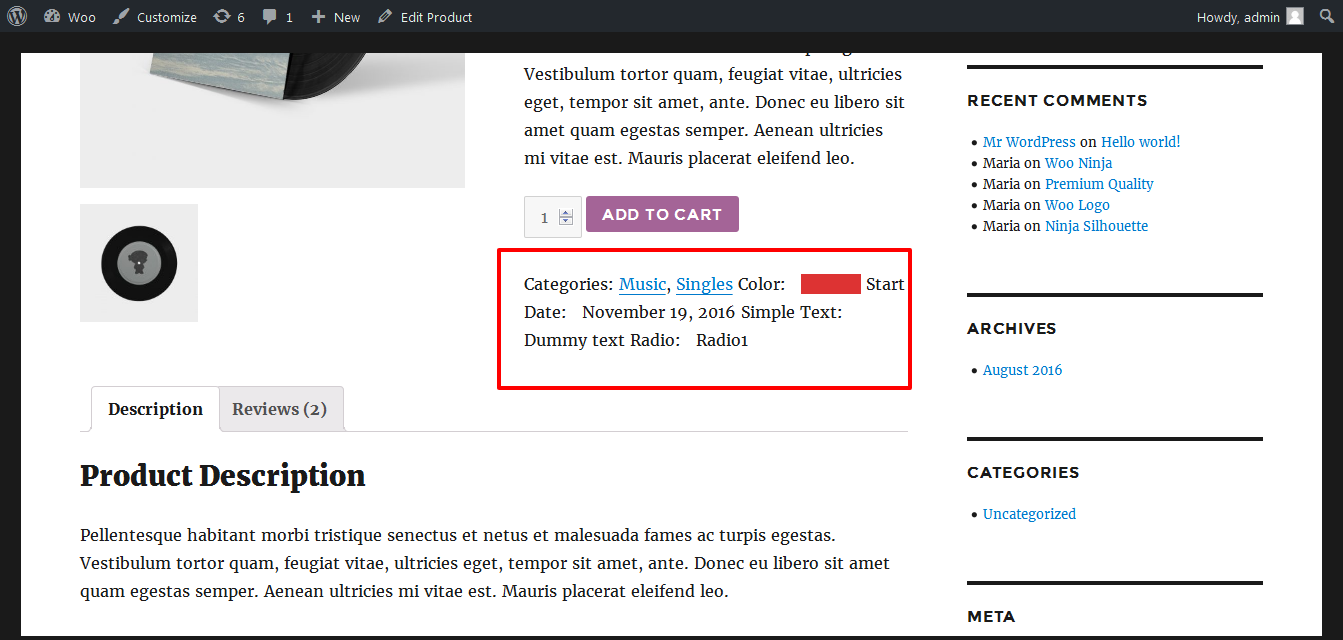 Woo Customize 6 1 New Edit Product Howdy, admin
Vestibulum tortor quam, feugiat vitae, ultricies
eget, tempor sit amet, ante. Donec eu libero sit
amet quam egestas semper. Aenean ultricies
mi vitae est. Mauris placerat eleifend leo.
1 ADD TO CART
Categories: Music, Singles Color: Start
Date: November 19, 2016 Simple Text:
Dummy text Radio: Radio1
Description Reviews (2)
Product Description
Pellentesque habitant morbi tristique senectus et netus et malesuada fames ac turpis egestas.
Vestibulum tortor quam, feugiat vitae, ultricies eget, tempor sit amet, ante. Donec eu libero sit amet
quam egestas semper. Aenean ultricies mi vitae est. Mauris placerat eleifend leo.
RECENT COMMENTS
Mr WordPress on Hello world!
Maria on Woo Ninja
Maria on Premium Quality
Maria on Woo Logo
Maria on Ninja Silhouette
ARCHIVES
August 2016
CATEGORIES
Uncategorized
META